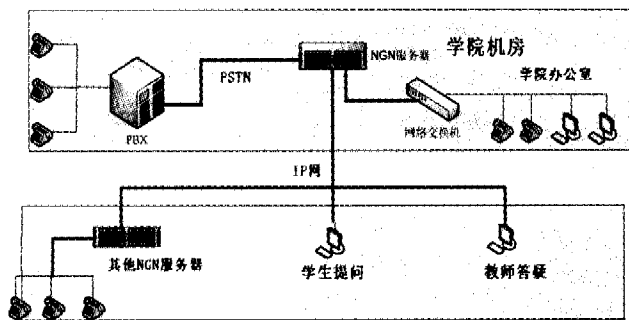 NGN服务器
学院机房
PSTN
学院办公室
PBX
网络交换机
IP网
其他NGN服务器
学生提问
教师答疑